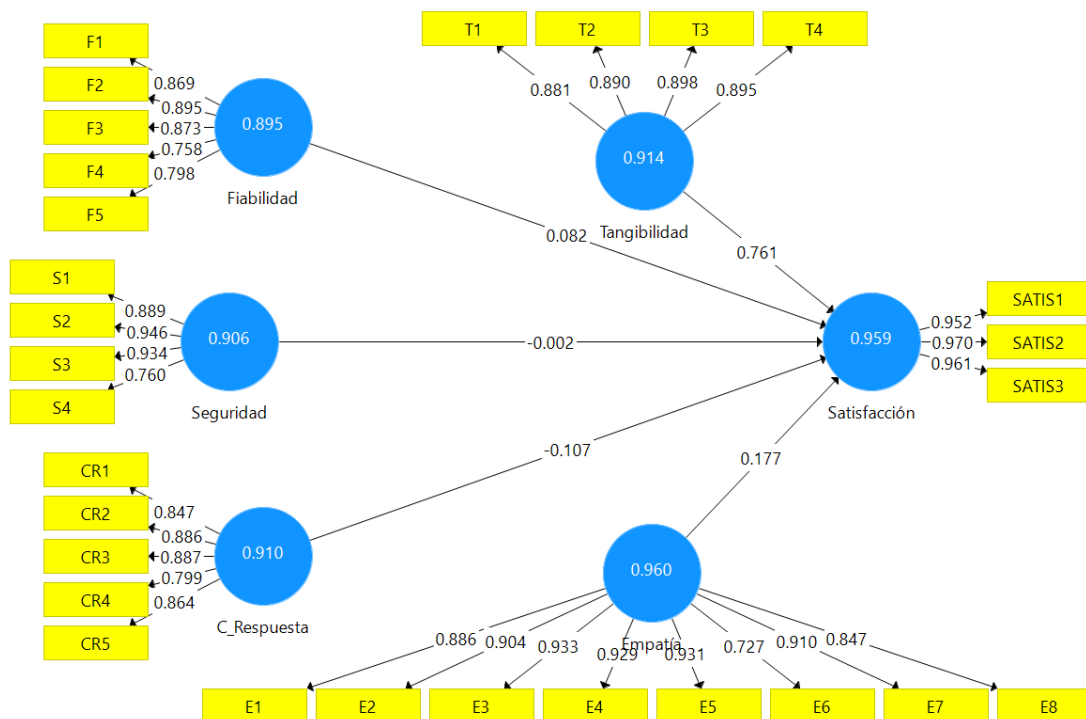 F1
F2
F3
F4
F5
0.869
0.895
0.873
0.758
0.798
0.895
Fiabilidad
T1
T2
T3
T4
0.881
0.890
0.898
0.895
0.914
Tangibilidad
0.082
0.761
S1
S2
S3
S4
0.889
0.946
0.934
0.760
0.906
Seguridad
-0.002
0.959
Satisfacción
0.952
0.970
0.961
SATIS1
SATIS2
SATIS3
CR1
CR2
CR3
CR4
CR5
0.847
0.886
0.887
0.799
0.864
0.910
C_Respuesta
-0.107
0.177
0.960
Empatía
0.886
0.904
0.933
0.929
0.931
0.727
0.910
0.847
E1
E2
E3
E4
E5
E6
E7
E8